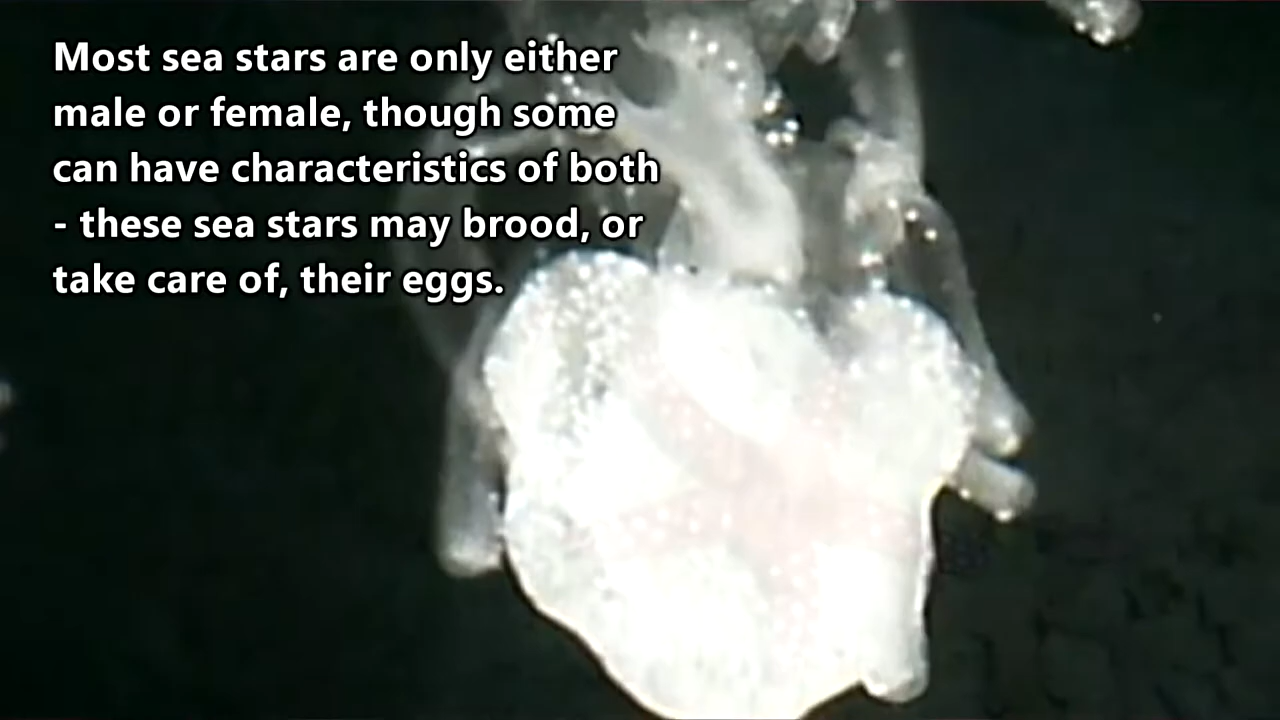 Most sea stars are only either
male or female, though some
can have characteristics of both
- these sea stars may brood, or
take care of, their eggs.